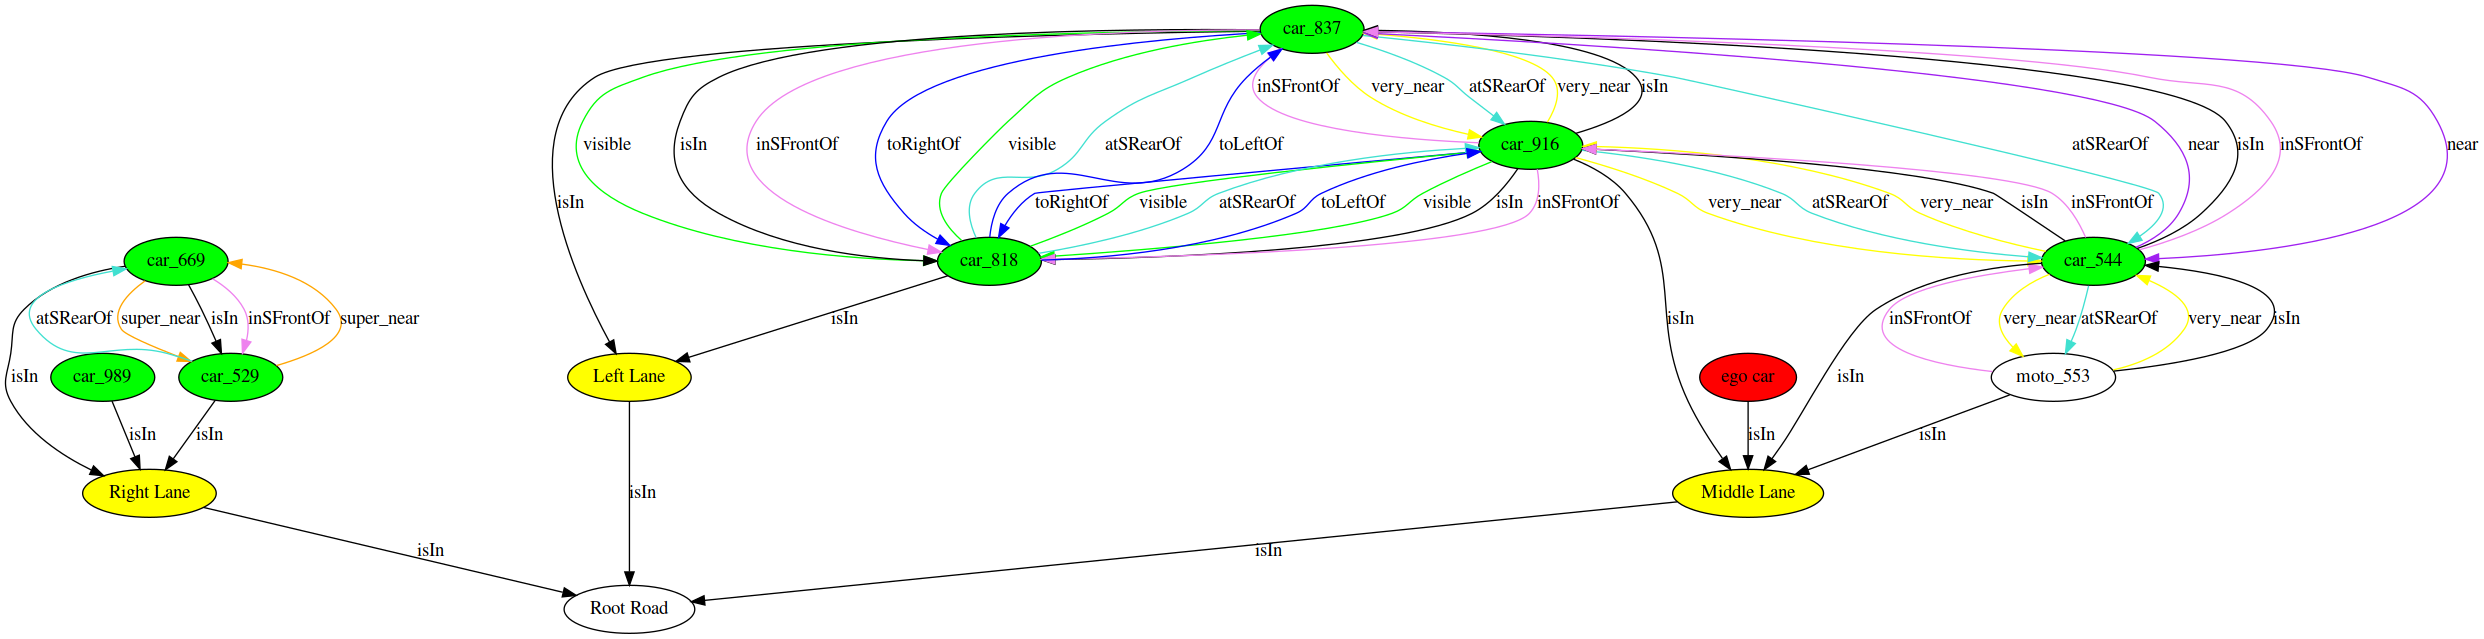 car_837
inSFrontOf very_near atSRearOf very_near isIn
visible isIn inSFrontOf toRightOf visible atSRearOf toLeftOf car_916 atSRearOf near isIn inSFrontOf near
isIn toRightOf visible atSRearOf toLeftOf visible isIn inSFrontOf very_near atSRearOf very_near isIn inSFrontOf
car_669 car_818 car_544
atSRearOf super_near isIn inSFrontOf super_near isIn isIn inSFrontOf very_near atSRearOf very_near isIn
isIn car_989 car_529 Left Lane ego car isIn moto_553
isIn isIn isIn isIn
Right Lane isIn Middle Lane
isIn isIn
Root Road